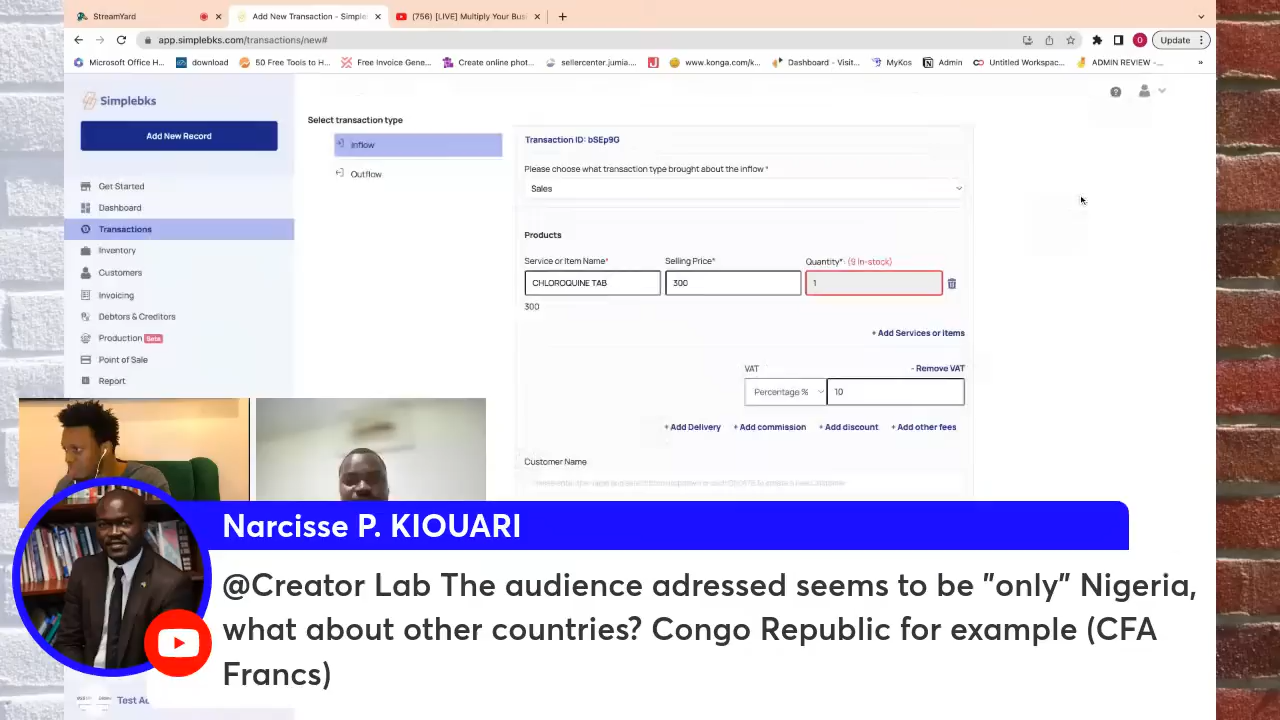 StreamYard
Add New Transaction - Simple
(756) [LIVE] Multiply Your Busi
app.simplebks.com/transactions/new#
Update
Microsoft Office H...
download
50 Free Tools to H...
Free Invoice Gene...
Create online phot...
sellercenter.jumia....
www.konga.com/k...
Dashboard - Visit...
MyKos
Admin
Untitled Workspac...
ADMIN REVIEW -...
Simplebks
Add New Record
Get Started
Dashboard
Transactions
Inventory
Customers
Invoicing
Debtors & Creditors
Production Beta
Point of Sale
Report
Test
Select transaction type
Inflow
Outflow
Transaction ID: bSEp9G
Please choose what transaction type brought about the inflow *
Sales
Products
Service or Item Name* Selling Price* Quantity*: (9 In-stock)
CHLOROQUINE TAB 300 1
300
+ Add Services or Items
VAT - Remove VAT
Percentage % 10
+ Add Delivery + Add commission + Add discount + Add other fees
Customer Name
Narcisse P. KIOUARI
@Creator Lab The audience adressed seems to be "only" Nigeria,
what about other countries? Congo Republic for example (CFA
Francs)